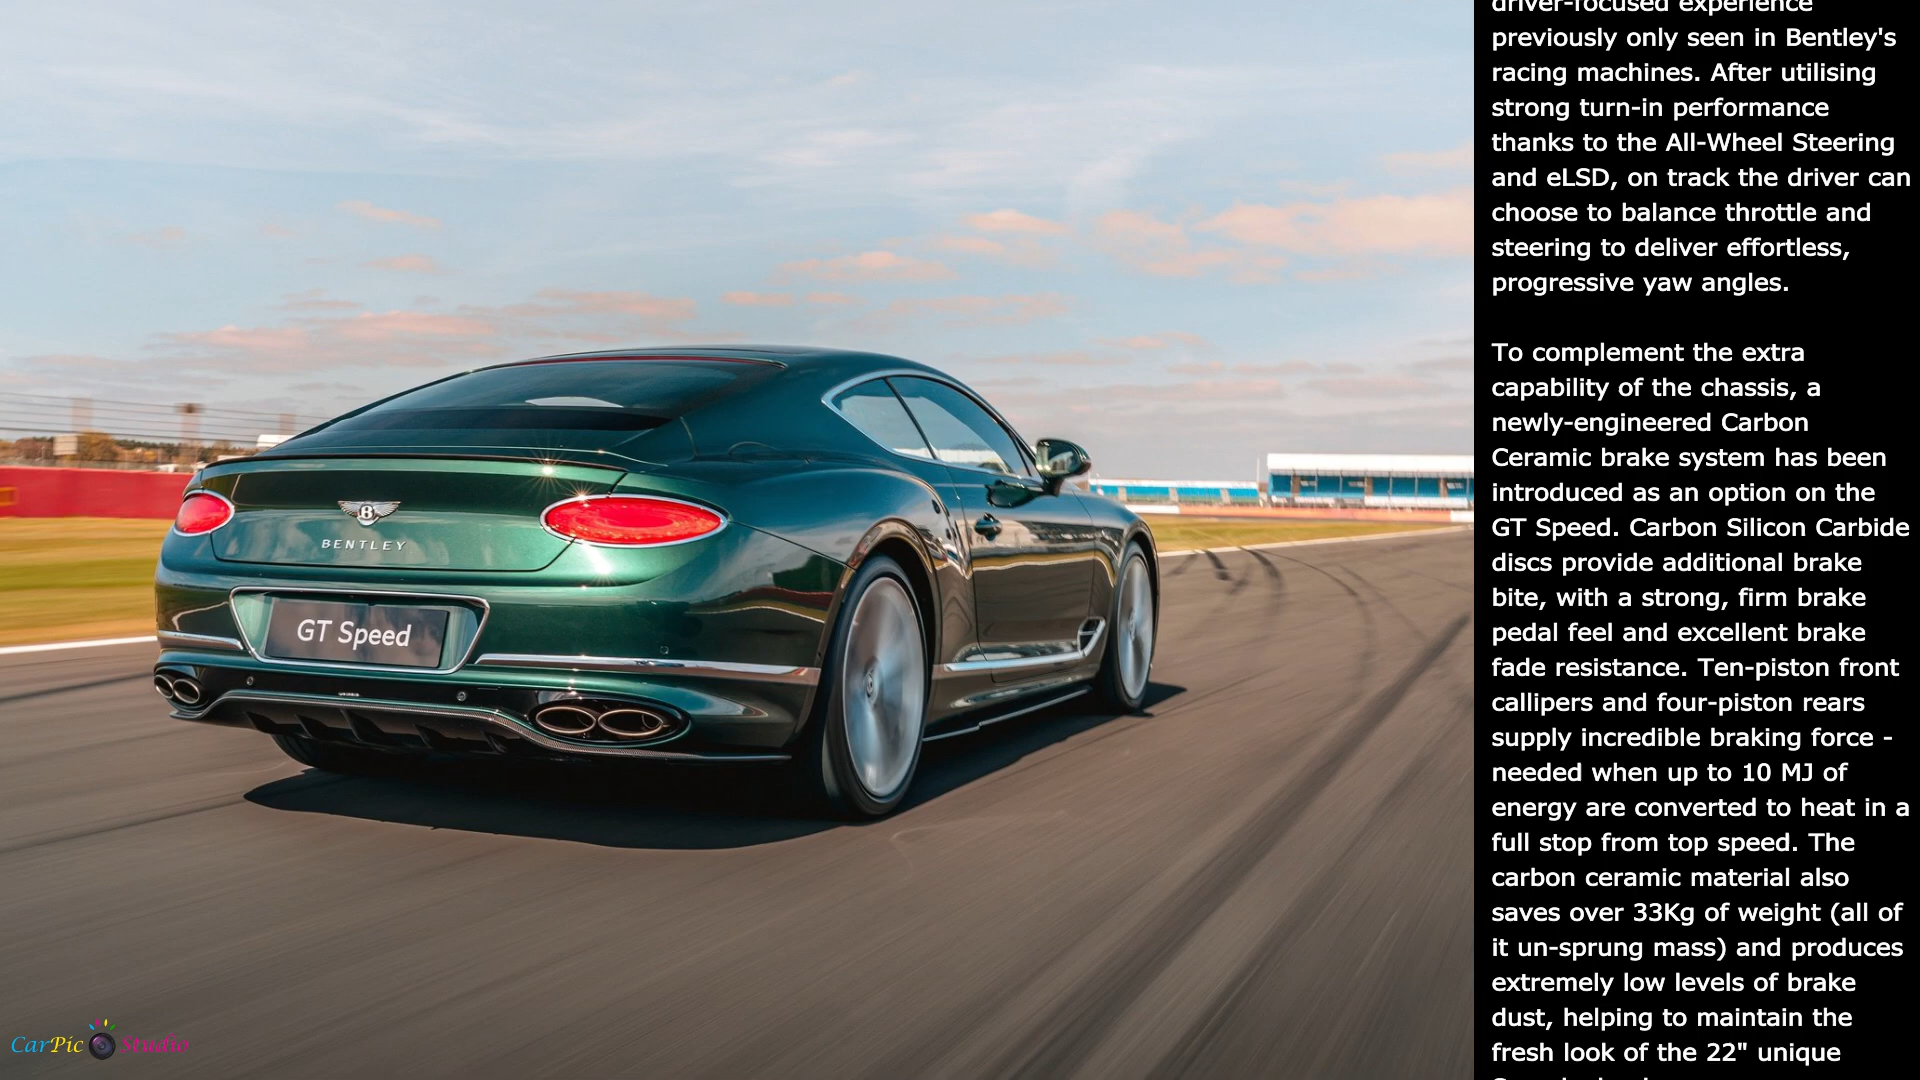 BENTLEY
GT Speed
CarPic Studio
driver-focused experience
previously only seen in Bentley's
racing machines. After utilising
strong turn-in performance
thanks to the All-Wheel Steering
and eLSD, on track the driver can
choose to balance throttle and
steering to deliver effortless,
progressive yaw angles.
To complement the extra
capability of the chassis, a
newly-engineered Carbon
Ceramic brake system has been
introduced as an option on the
GT Speed. Carbon Silicon Carbide
discs provide additional brake
bite, with a strong, firm brake
pedal feel and excellent brake
fade resistance. Ten-piston front
callipers and four-piston rears
supply incredible braking force -
needed when up to 10 MJ of
energy are converted to heat in a
full stop from top speed. The
carbon ceramic material also
saves over 33Kg of weight (all of
it un-sprung mass) and produces
extremely low levels of brake
dust, helping to maintain the
fresh look of the 22" unique